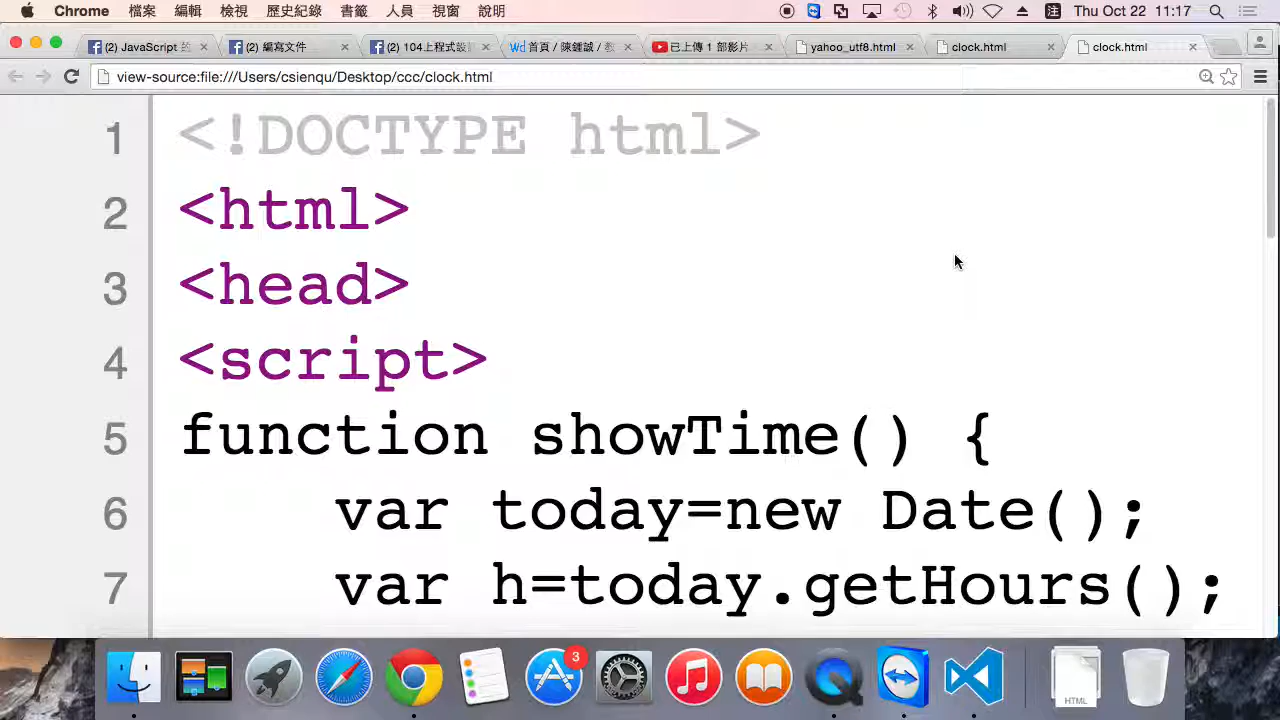 Chrome 檔案 編輯 檢視 歷史紀錄 書籤 人員 視窗 說明 注 Thu Oct 22 11:17
(2) JavaScript 的 (2) 編寫文件 (2) 104上程式設 Wd 首頁 / 陳鍾誠 / 教 已上傳 1 部影片 yahoo_utf8.html clock.html clock.html
view-source:file:///Users/csienqu/Desktop/ccc/clock.html
1 <!DOCTYPE html>
2 <html>
3 <head>
4 <script>
5 function showTime() {
6 var today=new Date();
7 var h=today.getHours();
3
HTML